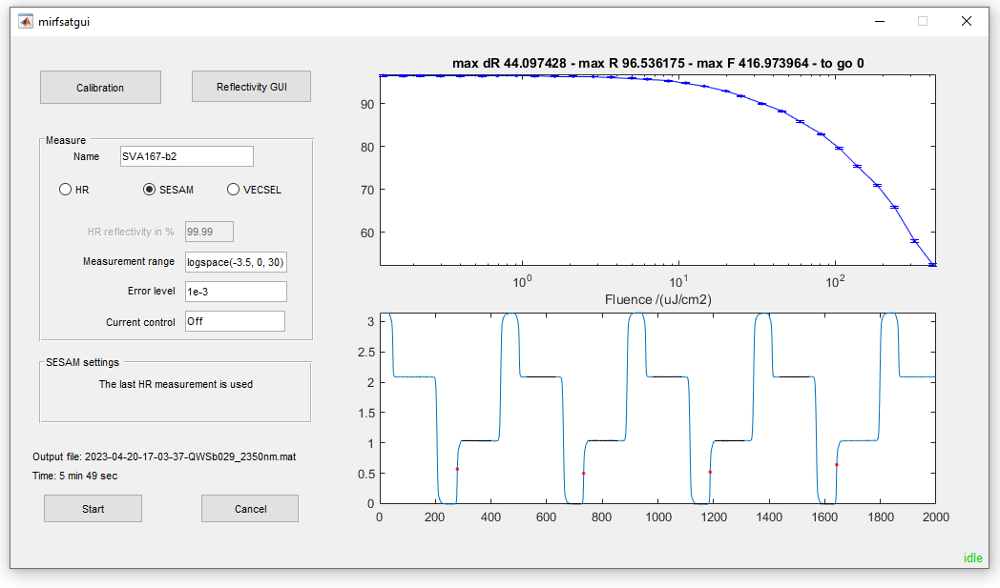 mirfsatgui
Calibration
Reflectivity GUI
Measure
Name SVA167-b2
HR SESAM VECSEL
HR reflectivity in % 99.99
Measurement range logspace(-3.5, 0, 30)
Error level 1e-3
Current control Off
SESAM settings
The last HR measurement is used
Output file: 2023-04-20-17-03-37-QWSb029_2350nm.mat
Time: 5 min 49 sec
Start
Cancel
max dR 44.097428 - max R 96.536175 - max F 416.973964 - to go 0
90
80
70
60
10^0 10^1 10^2
Fluence /(uJ/cm2)
3
2.5
2
1.5
1
0.5
0
0 200 400 600 800 1000 1200 1400 1600 1800 2000
idle